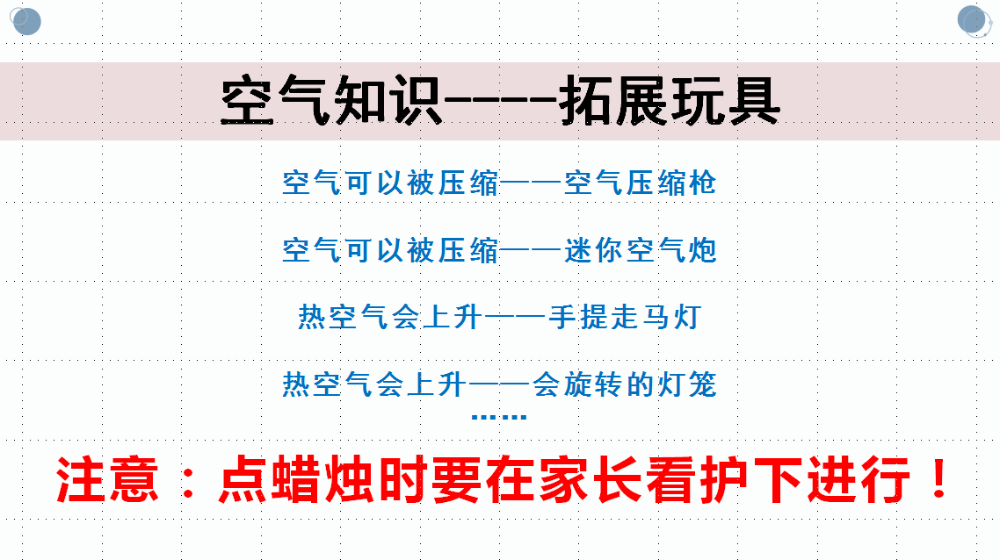 空气知识----拓展玩具
空气可以被压缩——空气压缩枪
空气可以被压缩——迷你空气炮
热空气会上升——手提走马灯
热空气会上升——会旋转的灯笼
……
注意：点蜡烛时要在家长看护下进行！